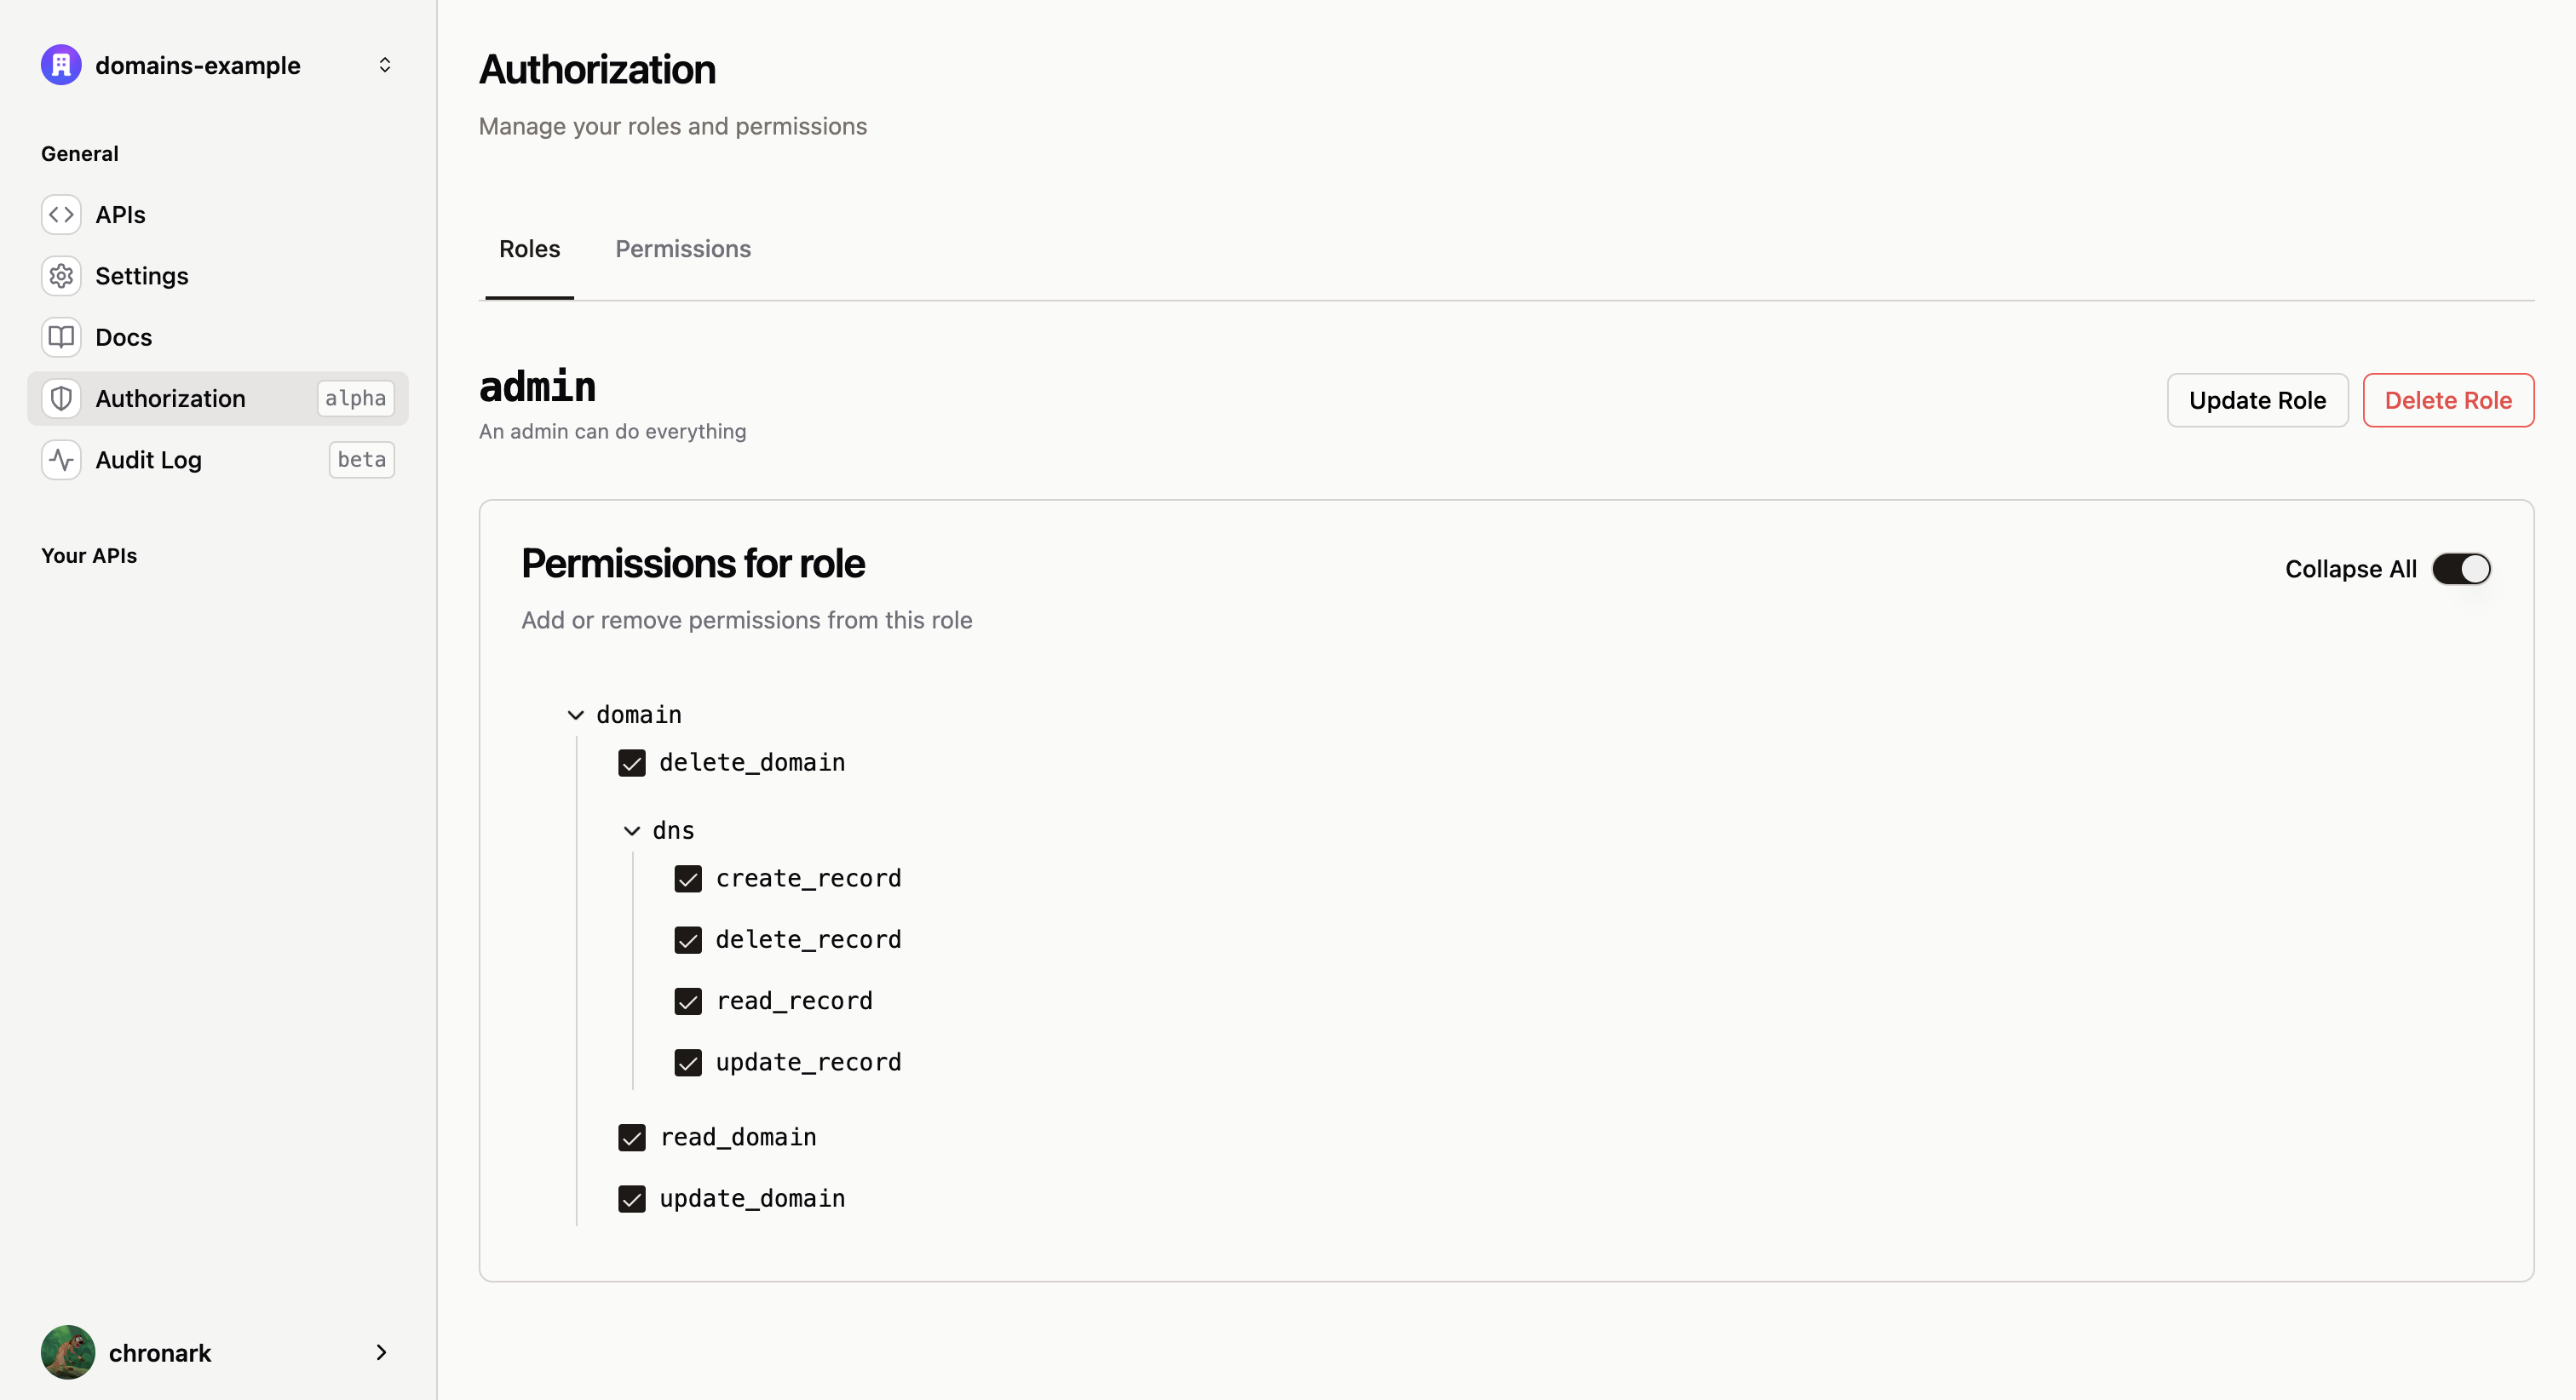 domains-example
General
APIs
Settings
Docs
Authorization alpha
Audit Log beta
Your APIs
chronark
Authorization
Manage your roles and permissions
Roles Permissions
admin
An admin can do everything
Update Role Delete Role
Permissions for role
Add or remove permissions from this role
Collapse All
domain
delete_domain
dns
create_record
delete_record
read_record
update_record
read_domain
update_domain